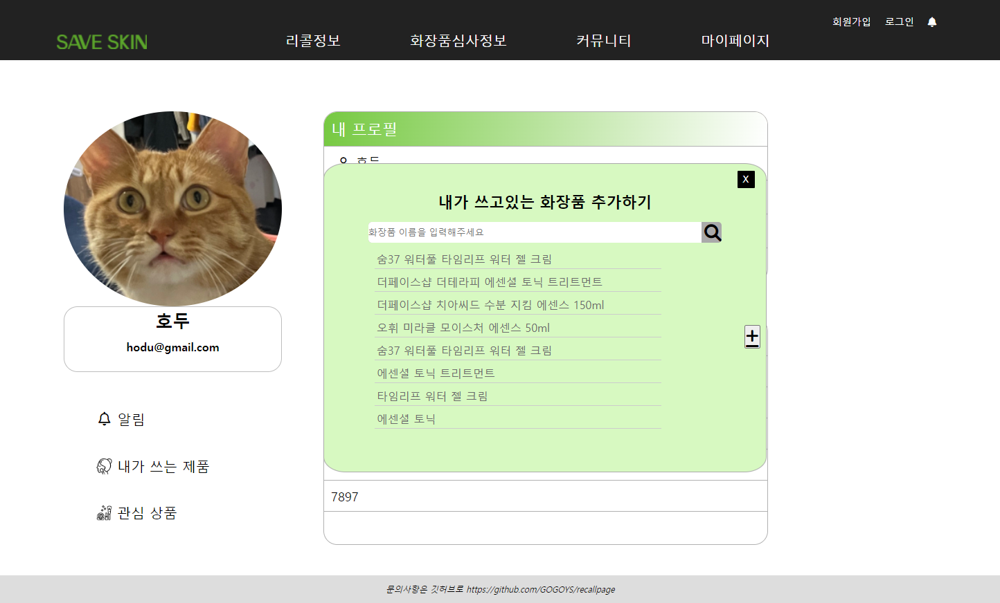 회원가입 로그인
SAVE SKIN 리콜정보 화장품심사정보 커뮤니티 마이페이지
내 프로필
호두
X
내가 쓰고있는 화장품 추가하기
화장품 이름을 입력해주세요
숨37 워터풀 타임리프 워터 젤 크림
더페이스샵 더테라피 에센셜 토닉 트리트먼트
더페이스샵 치아씨드 수분 지킴 에센스 150ml
오휘 미라클 모이스처 에센스 50ml
숨37 워터풀 타임리프 워터 젤 크림
에센셜 토닉 트리트먼트
타임리프 워터 젤 크림
에센셜 토닉
7897
호두
hodu@gmail.com
알림
내가 쓰는 제품
관심 상품
문의사항은 깃허브로 https://github.com/GOGOYS/recallpage